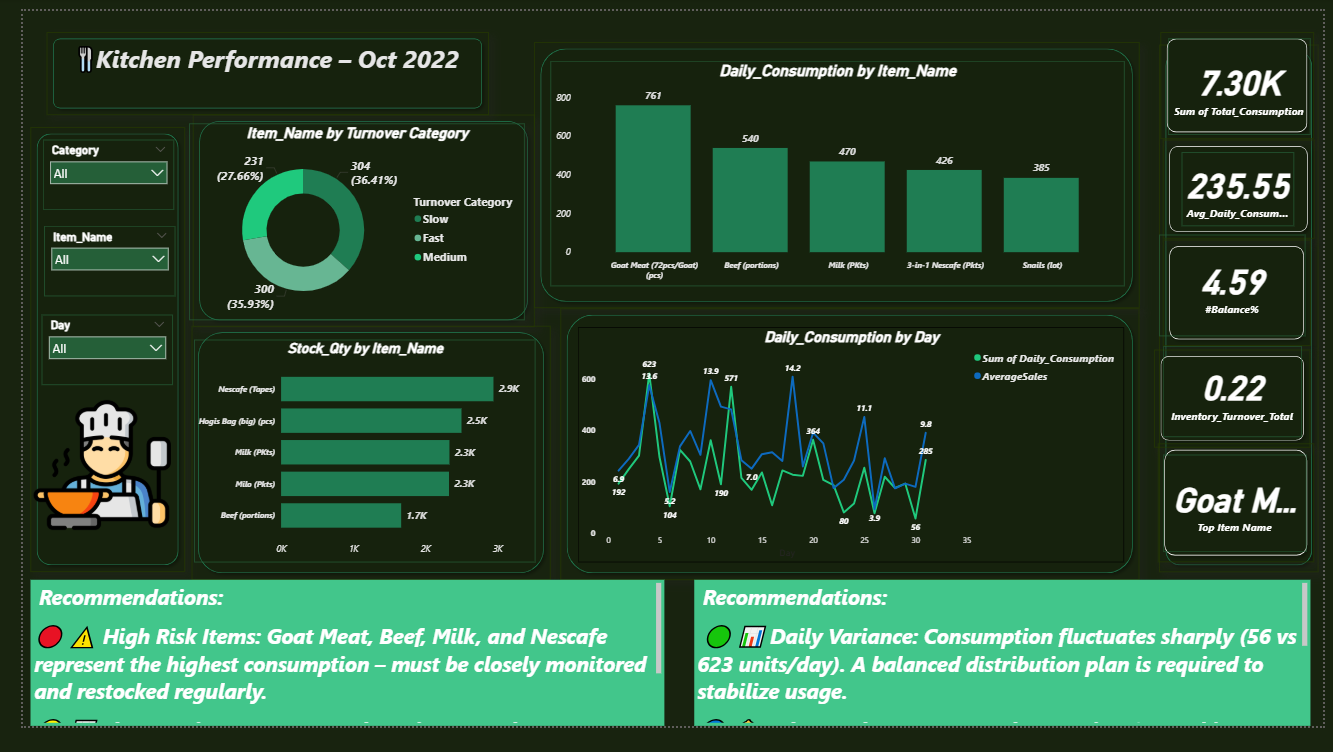 Kitchen Performance – Oct 2022
Category
All
Item_Name
All
Day
All
Item_Name by Turnover Category
231
(27.66%)
304
(36.41%)
300
(35.93%)
Turnover Category
Slow
Fast
Medium
Daily_Consumption by Item_Name
800
600
400
200
0
761
540
470
426
385
Goat Meat (72pcs/Goat)
(pcs)
Beef (portions)
Milk (PKts)
3-in-1 Nescafe (Pkts)
Snails (lot)
Stock_Qty by Item_Name
Nescafe (Tapes)
2.9K
Hogis Bag (big) (pcs)
2.5K
Milk (PKts)
2.3K
Milo (Pkts)
2.3K
Beef (portions)
1.7K
0K
1K
2K
3K
Daily_Consumption by Day
Sum of Daily_Consumption
AverageSales
600
400
200
0
623
13.6
13.9
571
14.2
364
11.1
9.8
285
6.9
192
5.2
104
190
7.0
80
3.9
56
0
5
10
15
20
25
30
35
7.30K
Sum of Total_Consumption
235.55
Avg_Daily_Consum...
4.59
#Balance%
0.22
Inventory_Turnover_Total
Goat M...
Top Item Name
Recommendations:
High Risk Items: Goat Meat, Beef, Milk, and Nescafe
represent the highest consumption – must be closely monitored
and restocked regularly.
Recommendations:
Daily Variance: Consumption fluctuates sharply (56 vs
623 units/day). A balanced distribution plan is required to
stabilize usage.